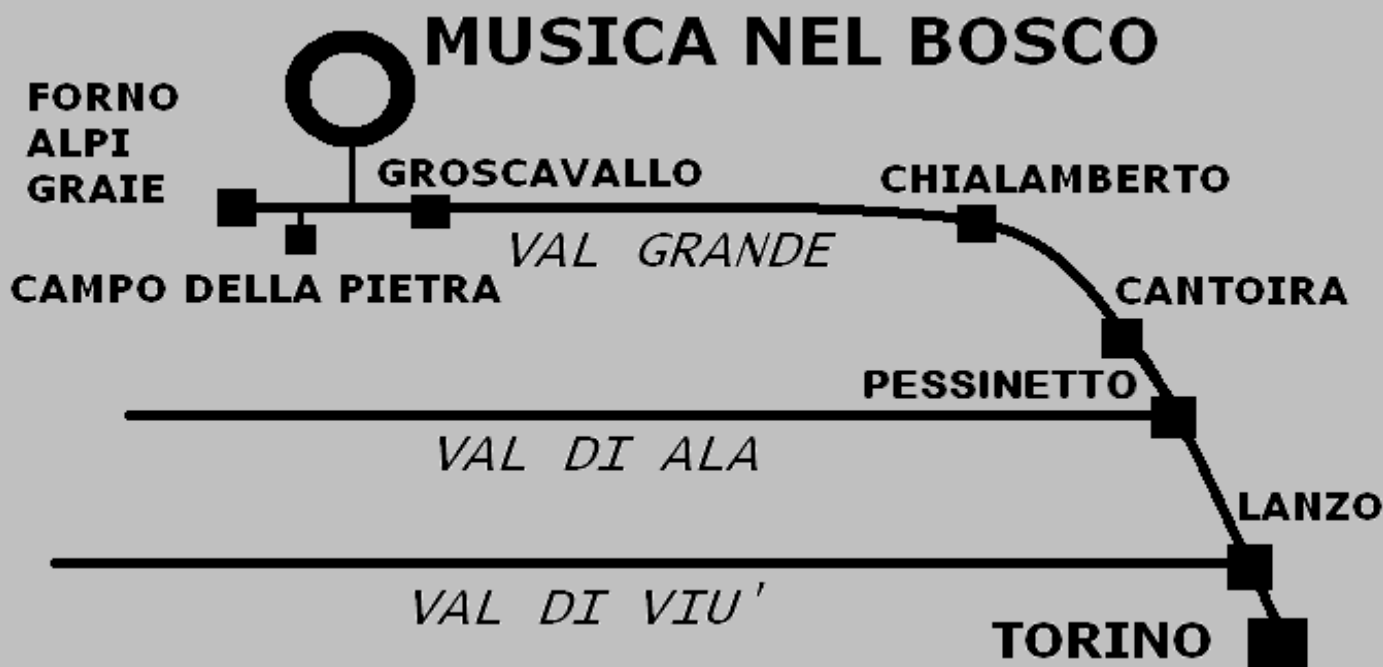 MUSICA NEL BOSCO
FORNO
ALPI
GRAIE
GROSCAVALLO
CHIALAMBERTO
VAL GRANDE
CAMPO DELLA PIETRA
CANTOIRA
PESSINETTO
VAL DI ALA
LANZO
VAL DI VIU'
TORINO